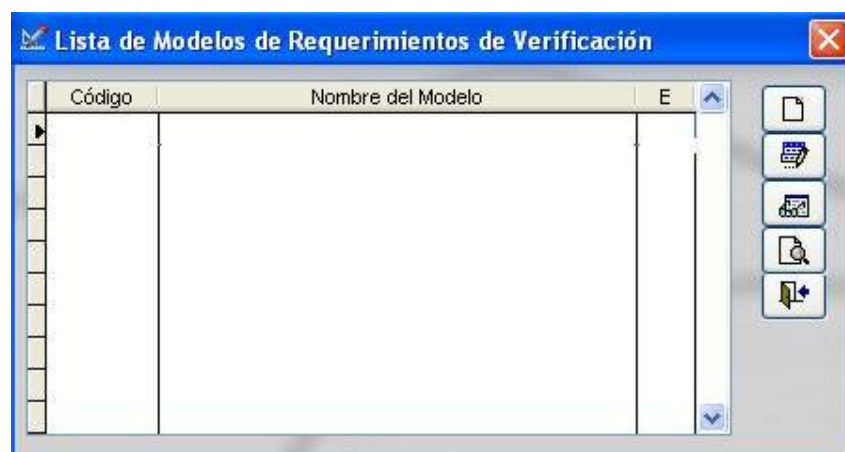 Lista de Modelos de Requerimientos de Verificación
Código Nombre del Modelo E